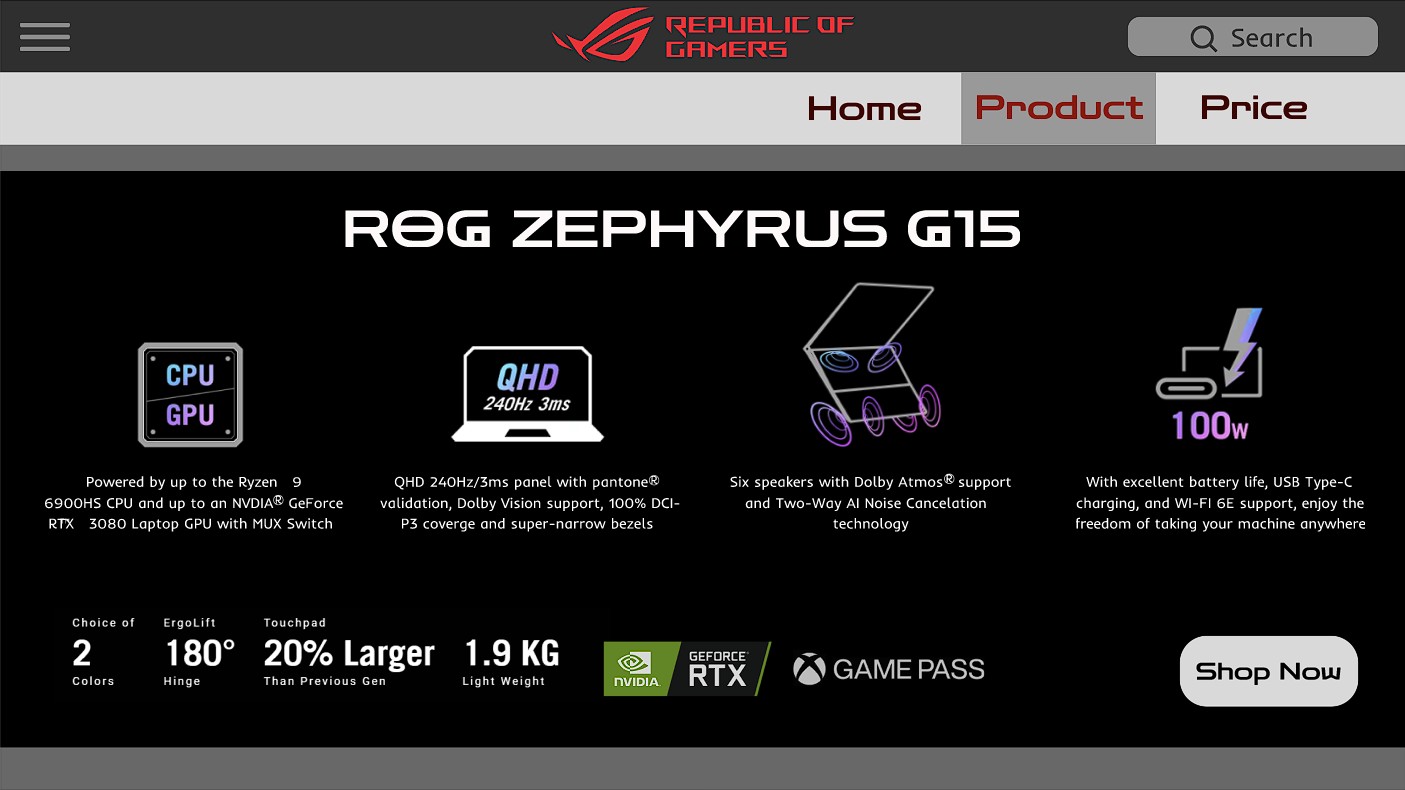 REPUBLIC OF
GAMERS
Search
Home
Product
Price
ROG ZEPHYRUS G15
CPU
GPU
QHD
240Hz 3ms
100W
Powered by up to the Ryzen 9
6900HS CPU and up to an NVDIA® GeForce
RTX™ 3080 Laptop GPU with MUX Switch
QHD 240Hz/3ms panel with pantone®
validation, Dolby Vision support, 100% DCI-
P3 coverge and super-narrow bezels
Six speakers with Dolby Atmos® support
and Two-Way AI Noise Cancelation
technology
With excellent battery life, USB Type-C
charging, and WI-FI 6E support, enjoy the
freedom of taking your machine anywhere
Choice of
2
Colors
ErgoLift
180°
Hinge
Touchpad
20% Larger
Than Previous Gen
1.9 KG
Light Weight
NVIDIA
GEFORCE
RTX
GAME PASS
Shop Now